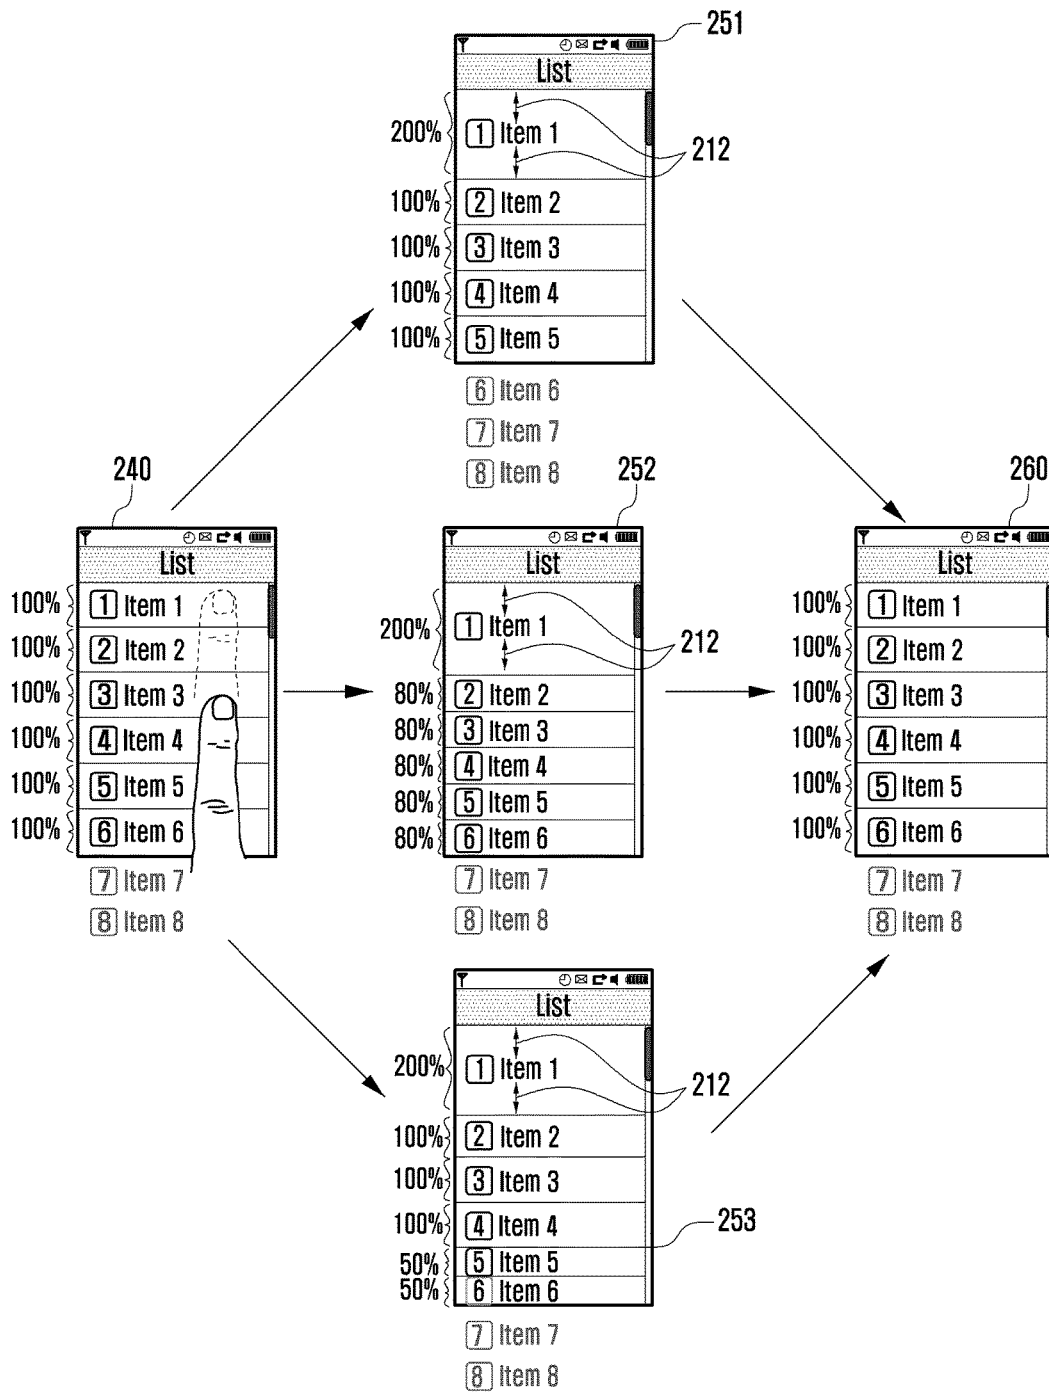 251
List
200%
1 Item 1
212
100%
2 Item 2
100%
3 Item 3
100%
4 Item 4
100%
5 Item 5
6 Item 6
7 Item 7
8 Item 8
240
List
100%
1 Item 1
100%
2 Item 2
100%
3 Item 3
100%
4 Item 4
100%
5 Item 5
100%
6 Item 6
7 Item 7
8 Item 8
252
List
200%
1 Item 1
212
80%
2 Item 2
80%
3 Item 3
80%
4 Item 4
80%
5 Item 5
80%
6 Item 6
7 Item 7
8 Item 8
260
List
100%
1 Item 1
100%
2 Item 2
100%
3 Item 3
100%
4 Item 4
100%
5 Item 5
100%
6 Item 6
7 Item 7
8 Item 8
List
200%
1 Item 1
212
100%
2 Item 2
100%
3 Item 3
100%
4 Item 4
253
50%
5 Item 5
50%
6 Item 6
7 Item 7
8 Item 8